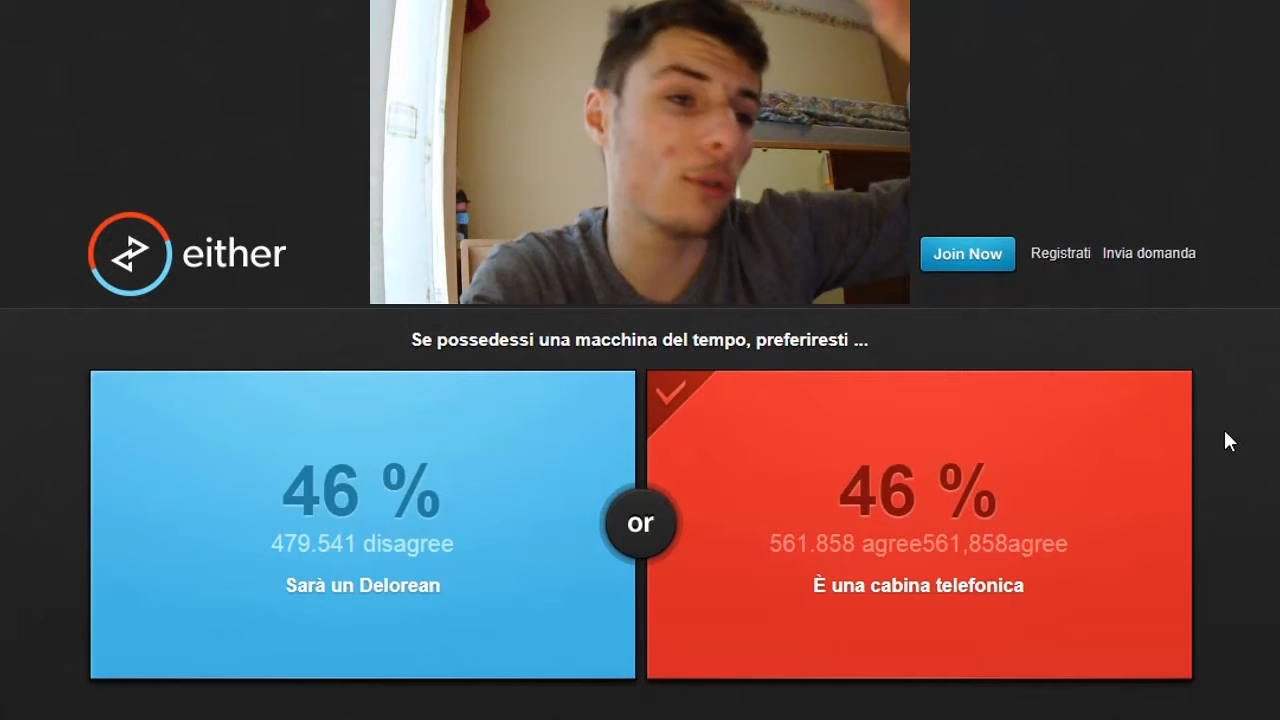 either
Join Now
Registrati
Invia domanda
Se possedessi una macchina del tempo, preferiresti ...
46 %
479.541 disagree
Sarà un Delorean
or
46 %
561.858 agree561,858agree
È una cabina telefonica